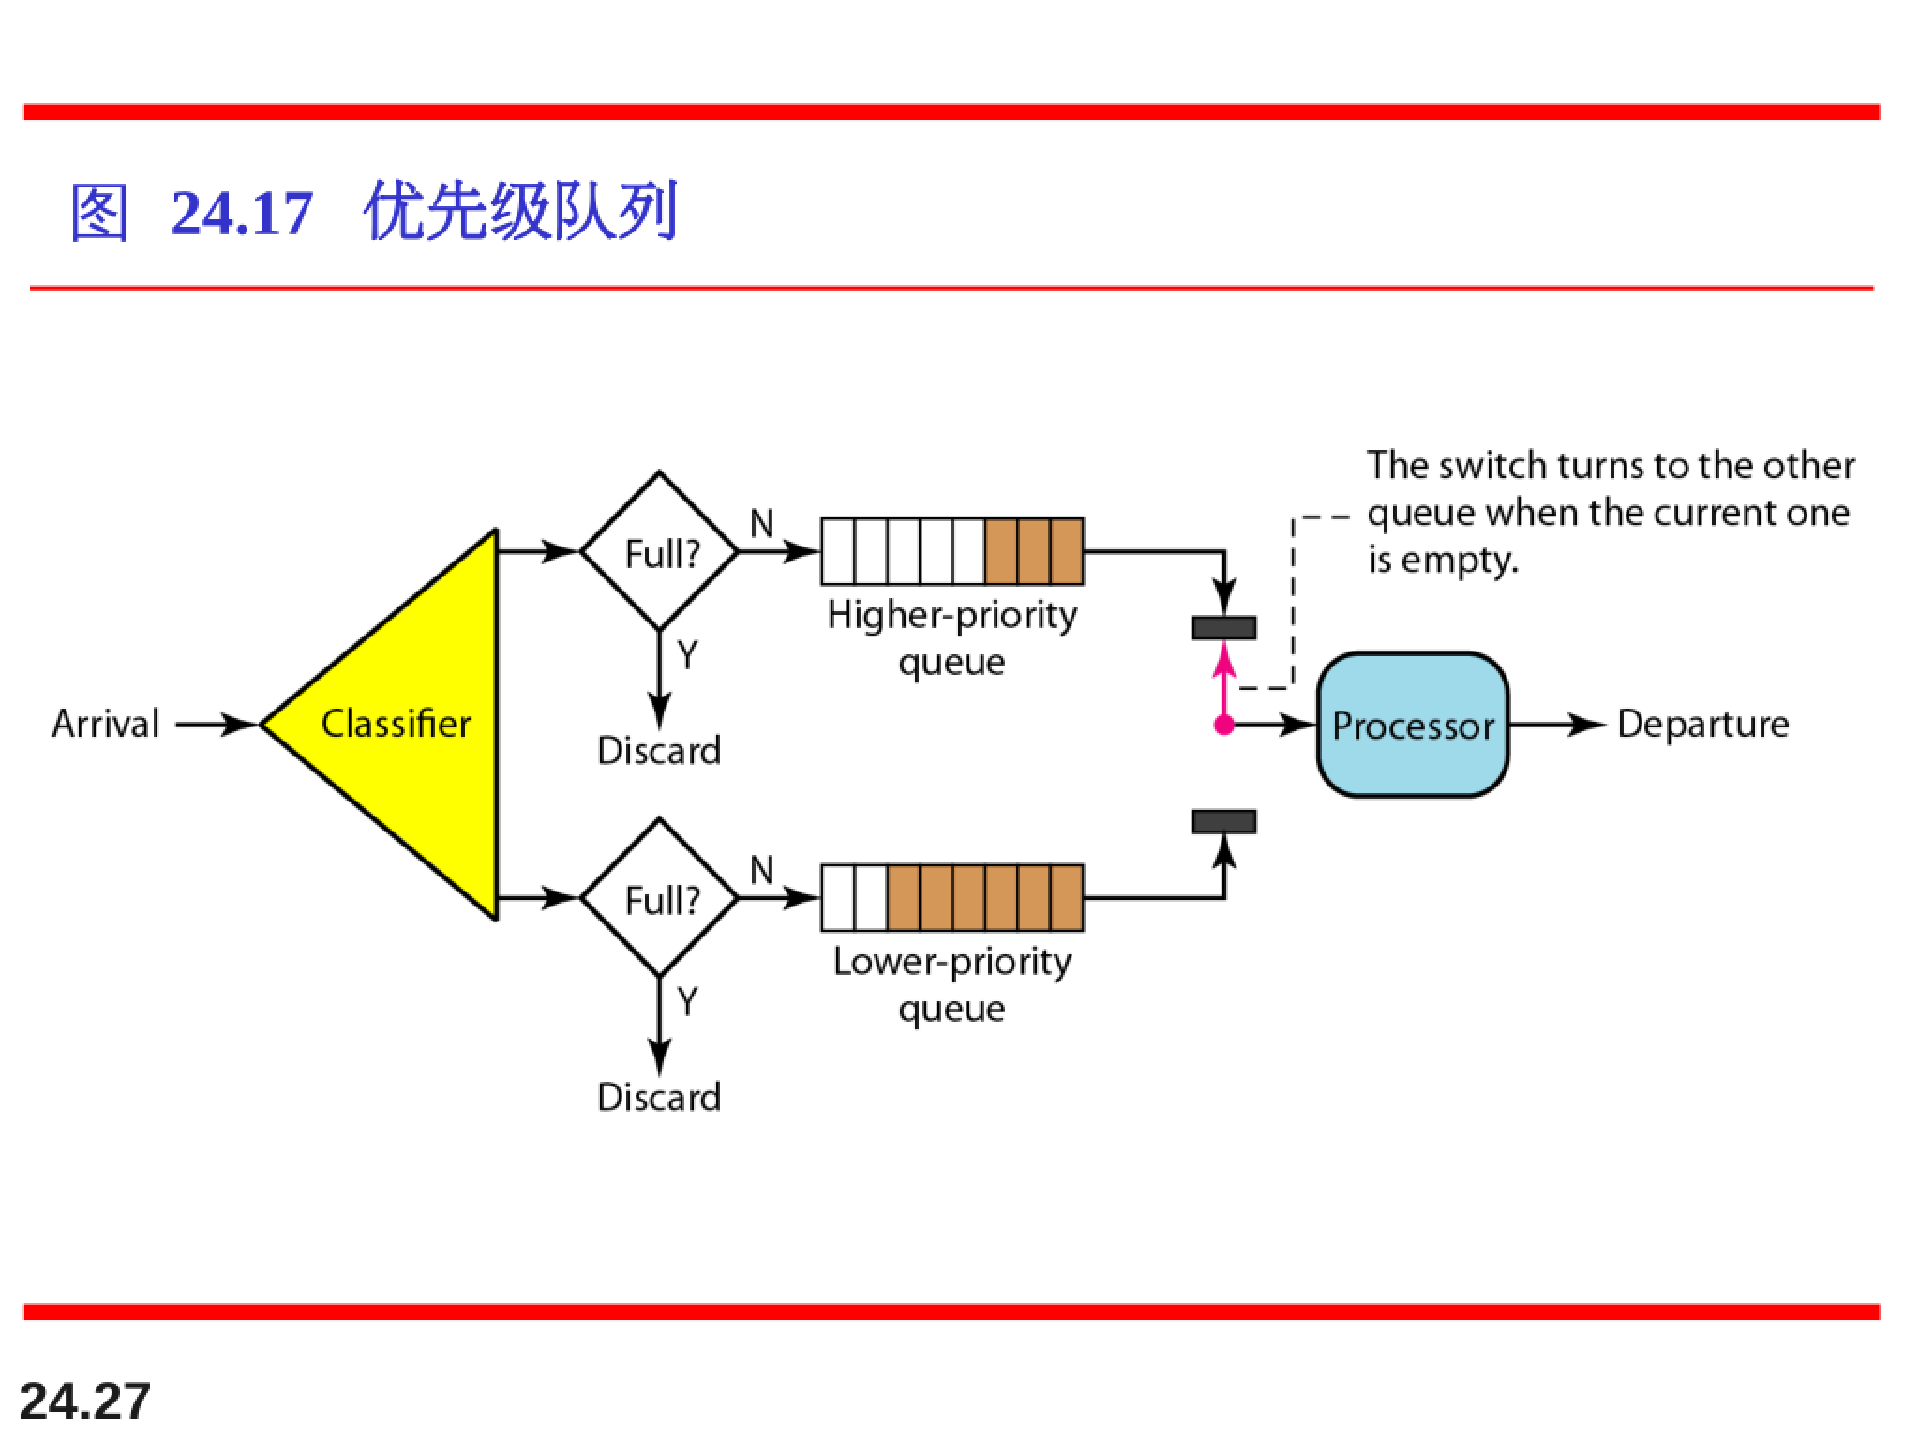 图 24.17 优先级队列
The switch turns to the other
queue when the current one
is empty.
N
Full?
Higher-priority
queue
Y
Discard
Arrival
Classifier
Processor
Departure
N
Full?
Lower-priority
queue
Y
Discard
24.27